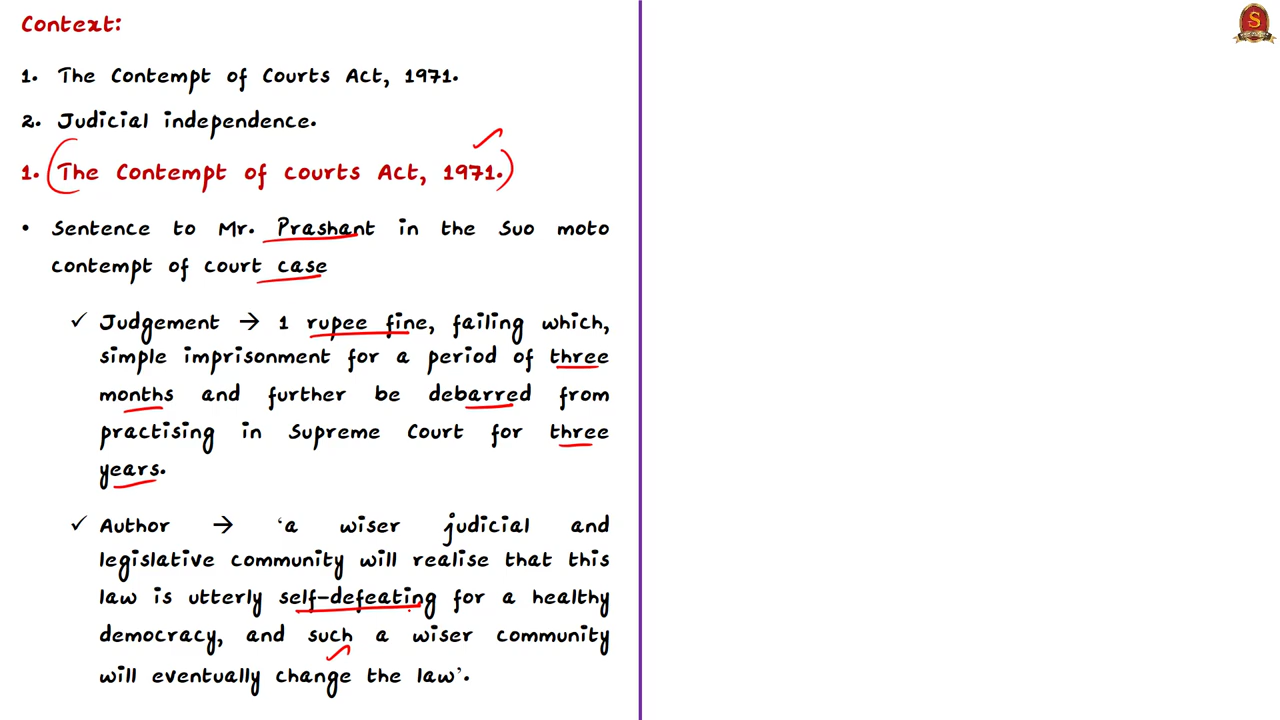 Context:
1. The Contempt of Courts Act, 1971.
2. Judicial independence.
1. The Contempt of courts Act, 1971.
• Sentence to Mr. Prashant in the Suo moto
contempt of court case
✓ Judgement → 1 rupee fine, failing which,
simple imprisonment for a period of three
months and further be debarred from
practising in Supreme Court for three
years.
✓ Author → ‘a wiser judicial and
legislative community will realise that this
law is utterly self-defeating for a healthy
democracy, and such a wiser community
will eventually change the law’.
S